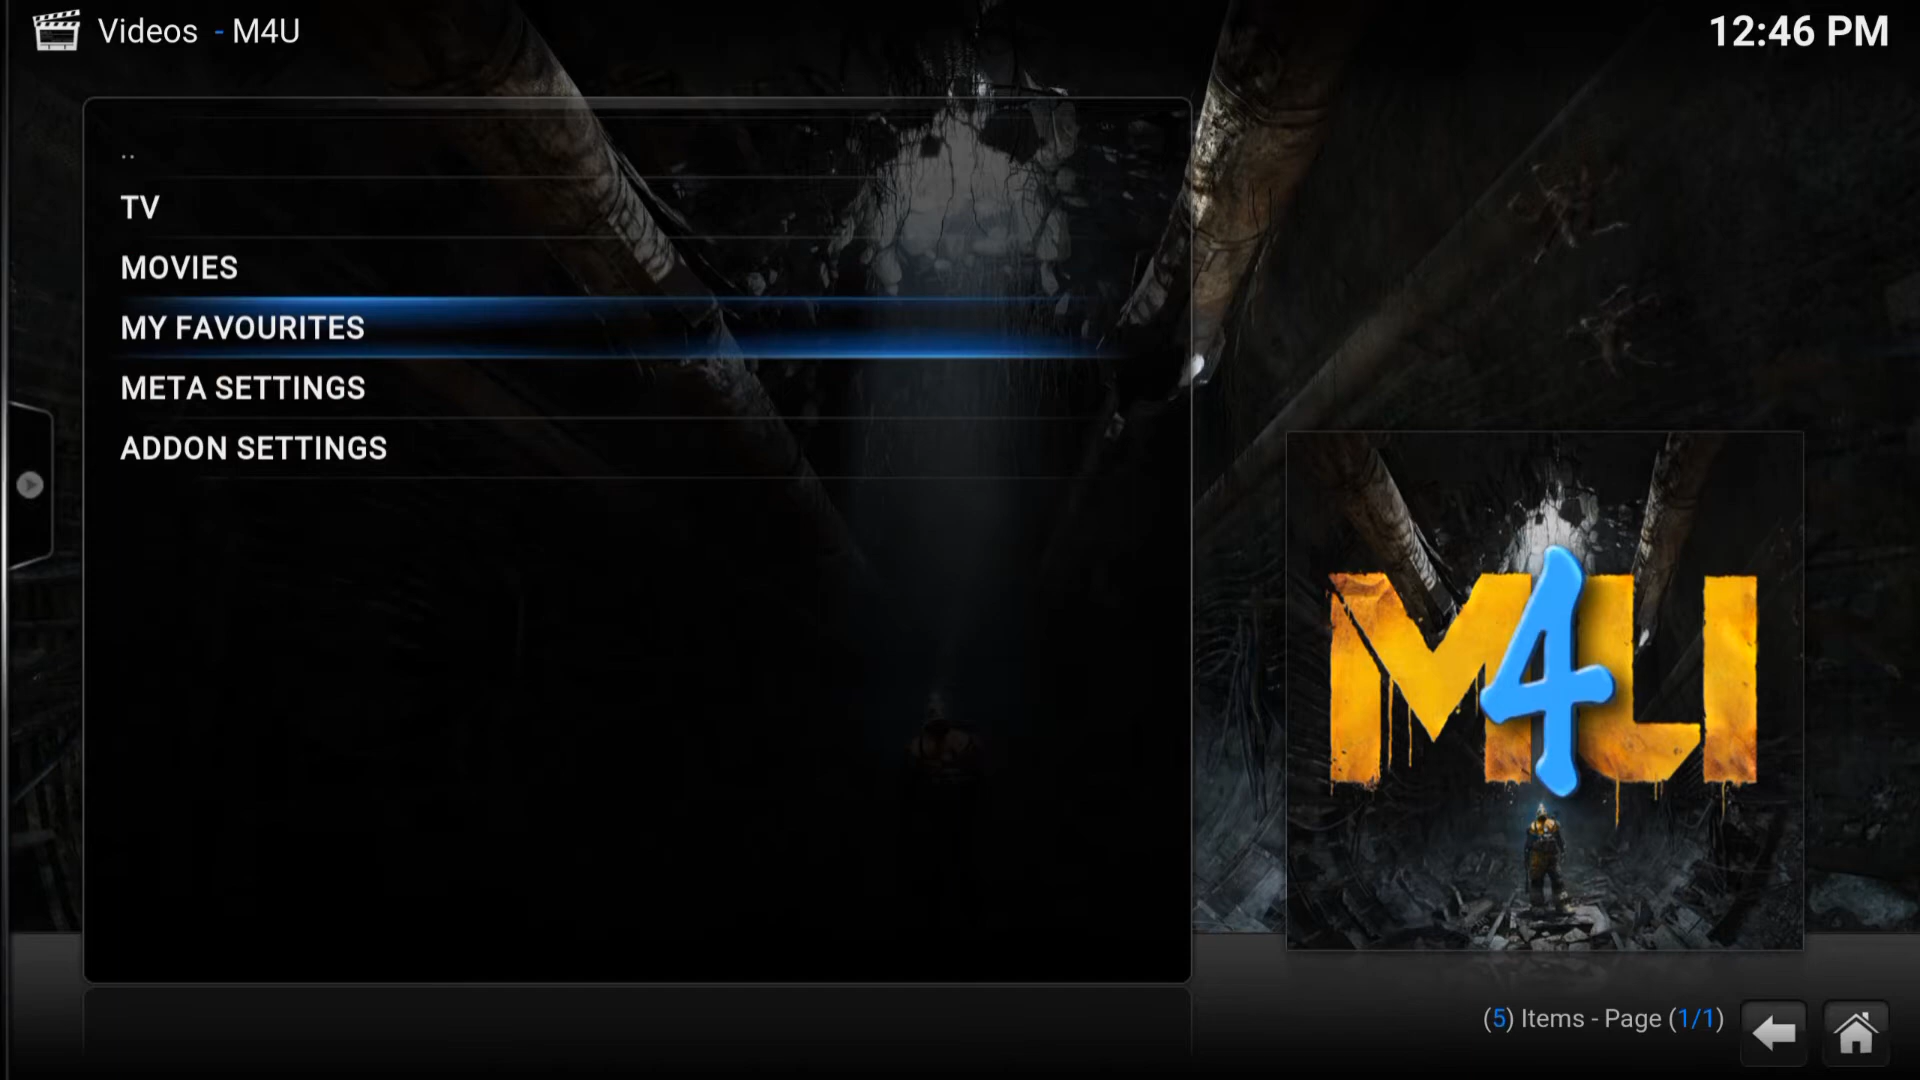 Videos - M4U
12:46 PM
..
TV
MOVIES
MY FAVOURITES
META SETTINGS
ADDON SETTINGS
M4U
(5) Items - Page (1/1)